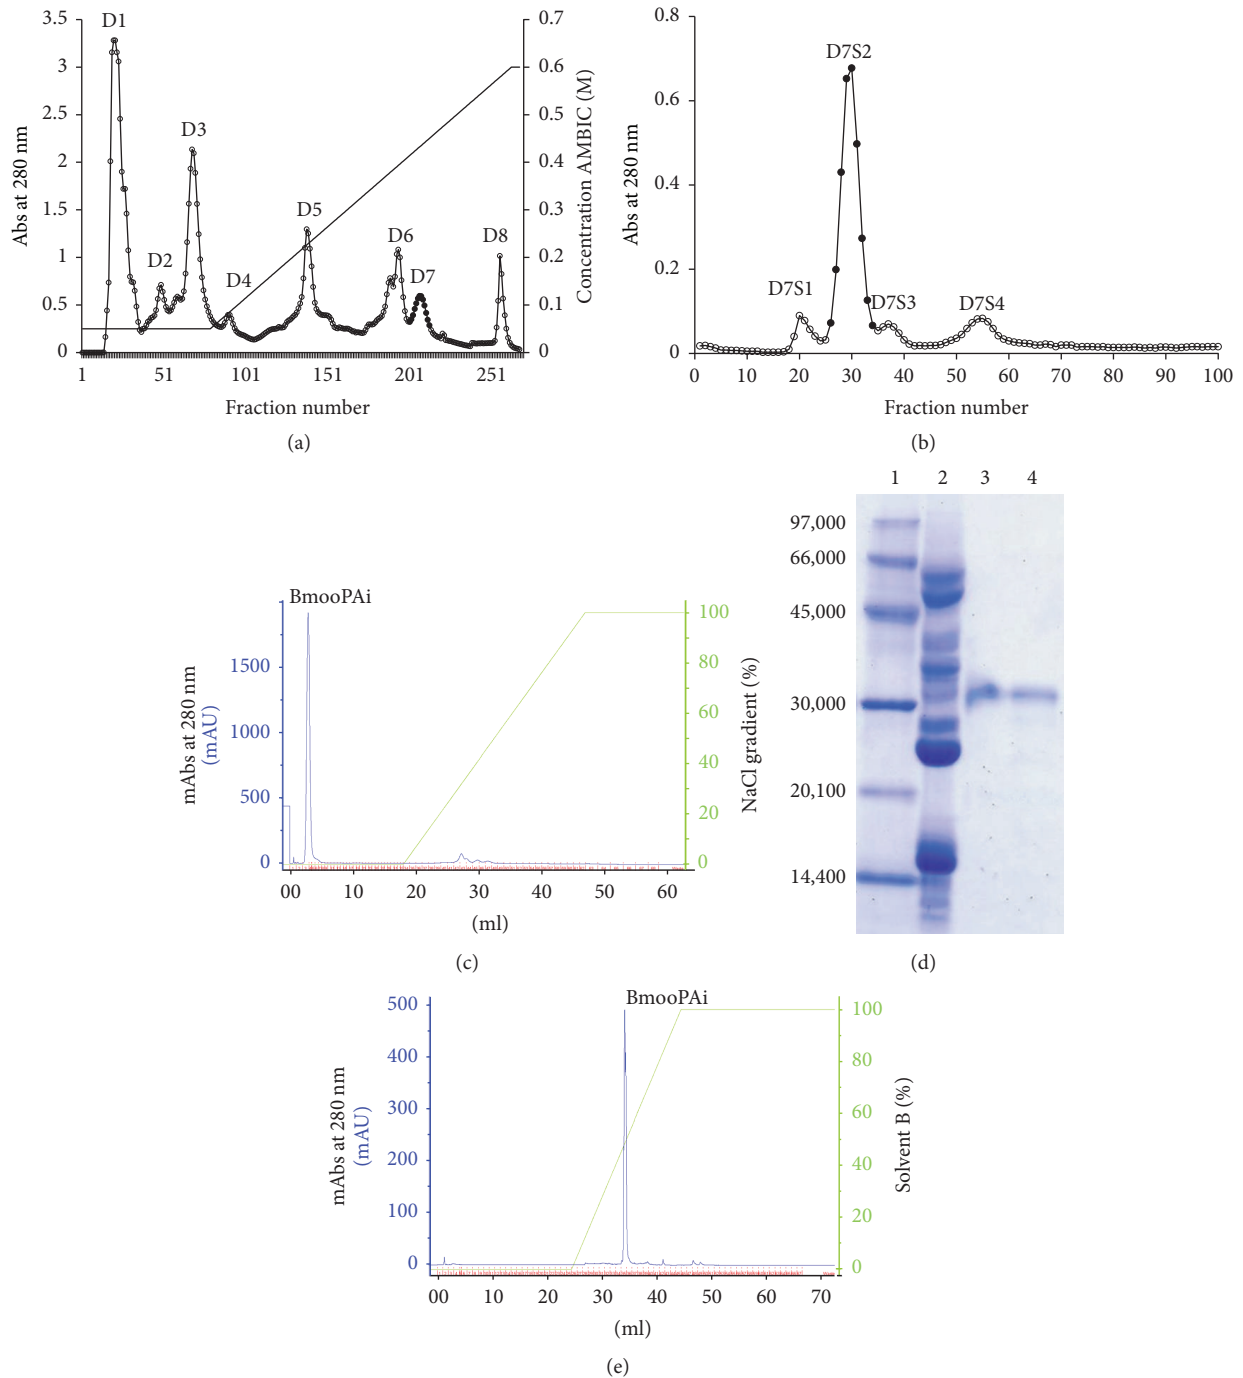 3.5
3
2.5
2
1.5
1
0.5
0
Abs at 280 nm
D1
D2
D3
D4
D5
D6
D7
D8
0.7
0.6
0.5
0.4
0.3
0.2
0.1
0
Concentration AMBIC (M)
1 51 101 151 201 251
Fraction number
(a)
0.8
0.6
0.4
0.2
0
Abs at 280 nm
D7S1
D7S2
D7S3
D7S4
0 10 20 30 40 50 60 70 80 90 100
Fraction number
(b)
BmooPAi
1500
1000
500
0
mAbs at 280 nm
(mAU)
100
80
60
40
20
0
NaCl gradient (%)
00 10 20 30 40 50 60
(ml)
(c)
1 2 3 4
97,000
66,000
45,000
30,000
20,100
14,400
(d)
BmooPAi
500
400
300
200
100
0
mAbs at 280 nm
(mAU)
100
80
60
40
20
0
Solvent B (%)
00 10 20 30 40 50 60 70
(ml)
(e)